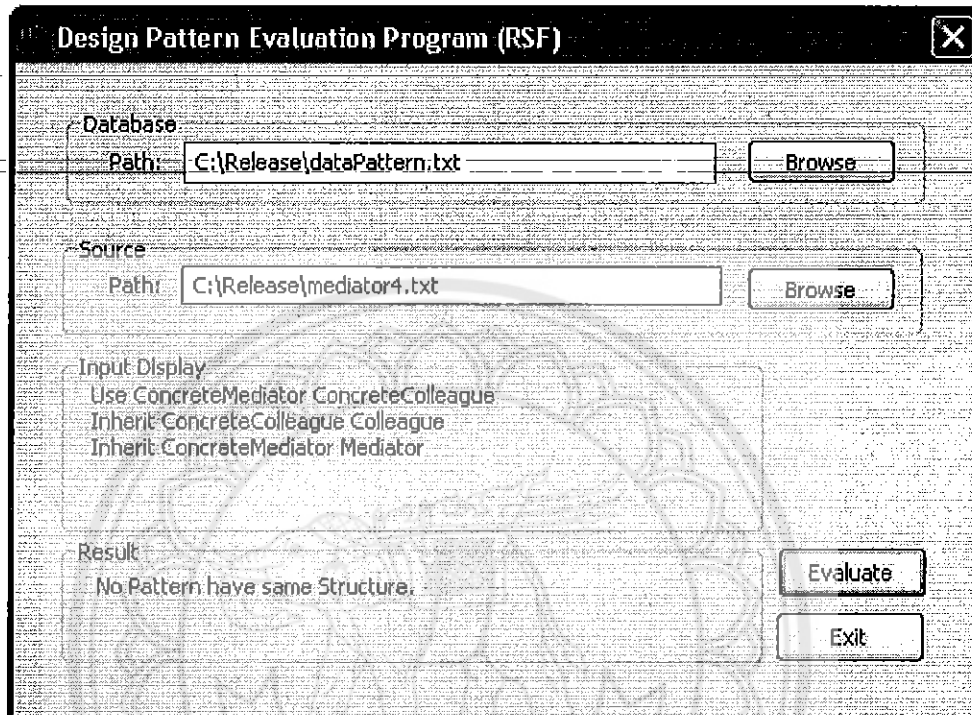 Design Pattern Evaluation Program (RSF)
Database
Path: C:\Release\dataPattern.txt Browse
Source
Path: C:\Release\mediator4.txt Browse
Input Display
Use ConcreteMediator ConcreteColleague
Inherit ConcreteColleague Colleague
Inherit ConcreteMediator Mediator
Result
No Pattern have same Structure.
Evaluate
Exit